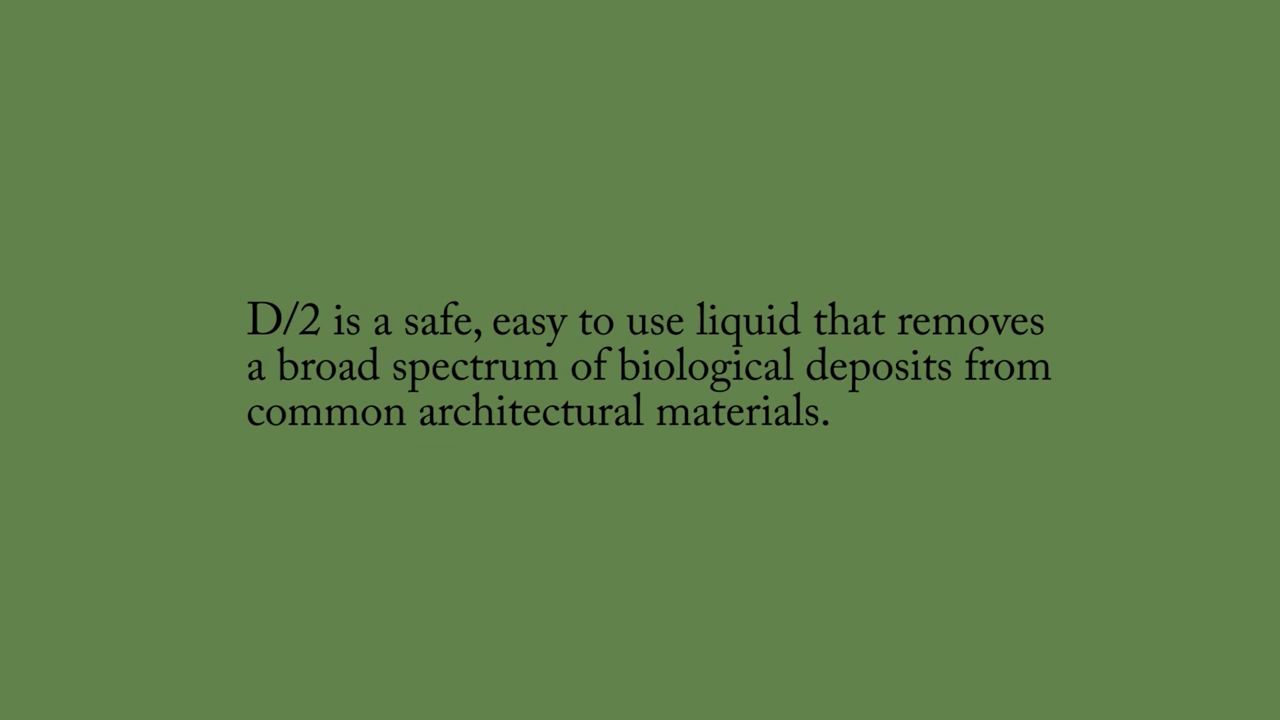 D/2 is a safe, easy to use liquid that removes
a broad spectrum of biological deposits from
common architectural materials.